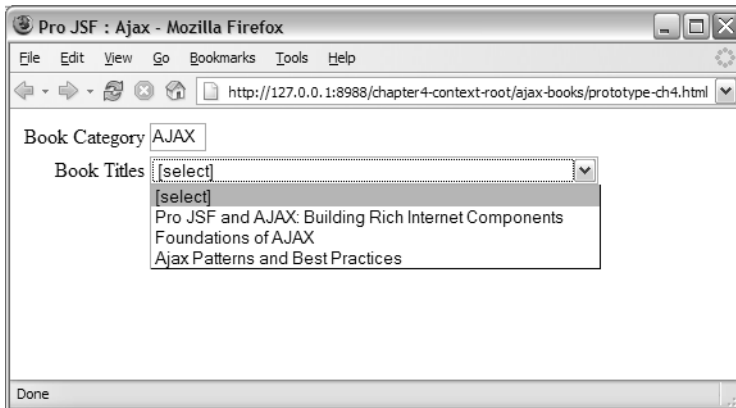 Pro JSF : Ajax - Mozilla Firefox
File Edit View Go Bookmarks Tools Help
http://127.0.0.1:8988/chapter4-context-root/ajax-books/prototype-ch4.html
Book Category AJAX
Book Titles [select]
[select]
Pro JSF and AJAX: Building Rich Internet Components
Foundations of AJAX
Ajax Patterns and Best Practices
Done